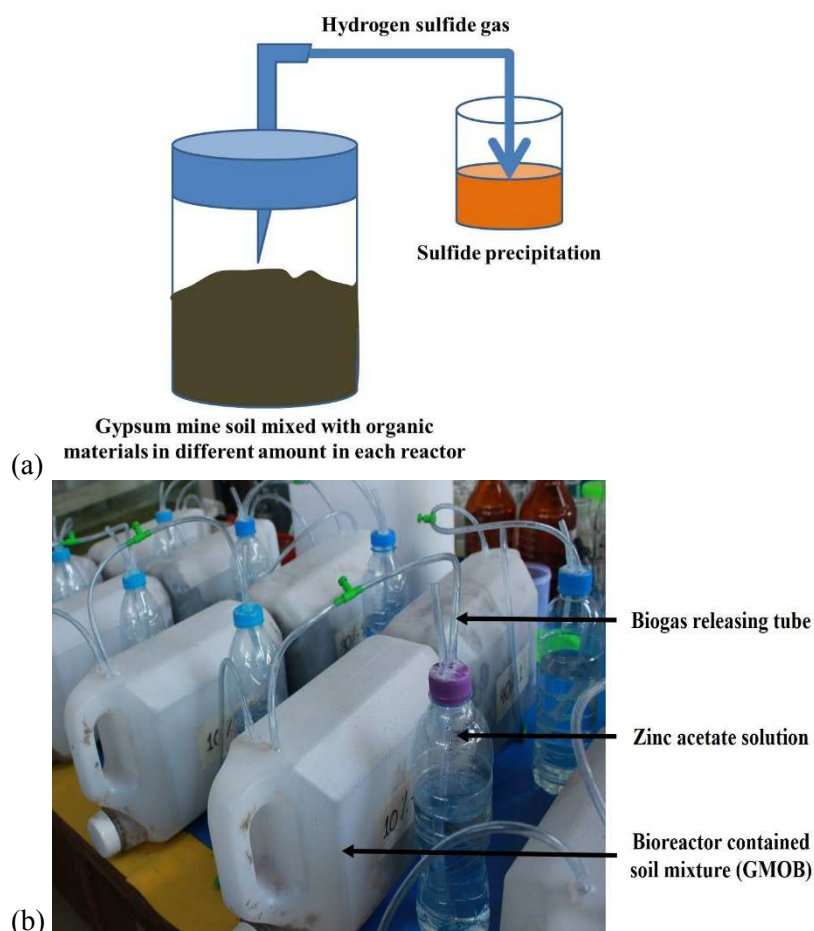 Hydrogen sulfide gas
Sulfide precipitation
Gypsum mine soil mixed with organic
materials in different amount in each reactor
(a)
Biogas releasing tube
Zinc acetate solution
Bioreactor contained
soil mixture (GMOB)
(b)